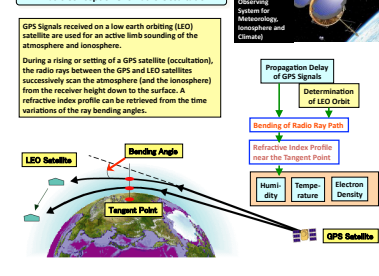 GPS Signals received on a low earth orbiting (LEO)
satellite are used for an active limb sounding of the
atmosphere and ionosphere.
During a rising or setting of a GPS satellite (occultation),
the radio rays between the GPS and LEO satellites
successively scan the atmosphere (and the ionosphere)
from the receiver height down to the surface. A
refractive index profile can be retrieved from the time
variations of the ray bending angles.
Observing
System for
Meteorology,
Ionosphere and
Climate)
Propagation Delay
of GPS Signals
Determination
of LEO Orbit
Bending of Radio Ray Path
Refractive Index Profile
near the Tangent Point
Humi-
dity
Tempe-
rature
Electron
Density
Bending Angle
LEO Satellite
Tangent Point
GPS Satellite